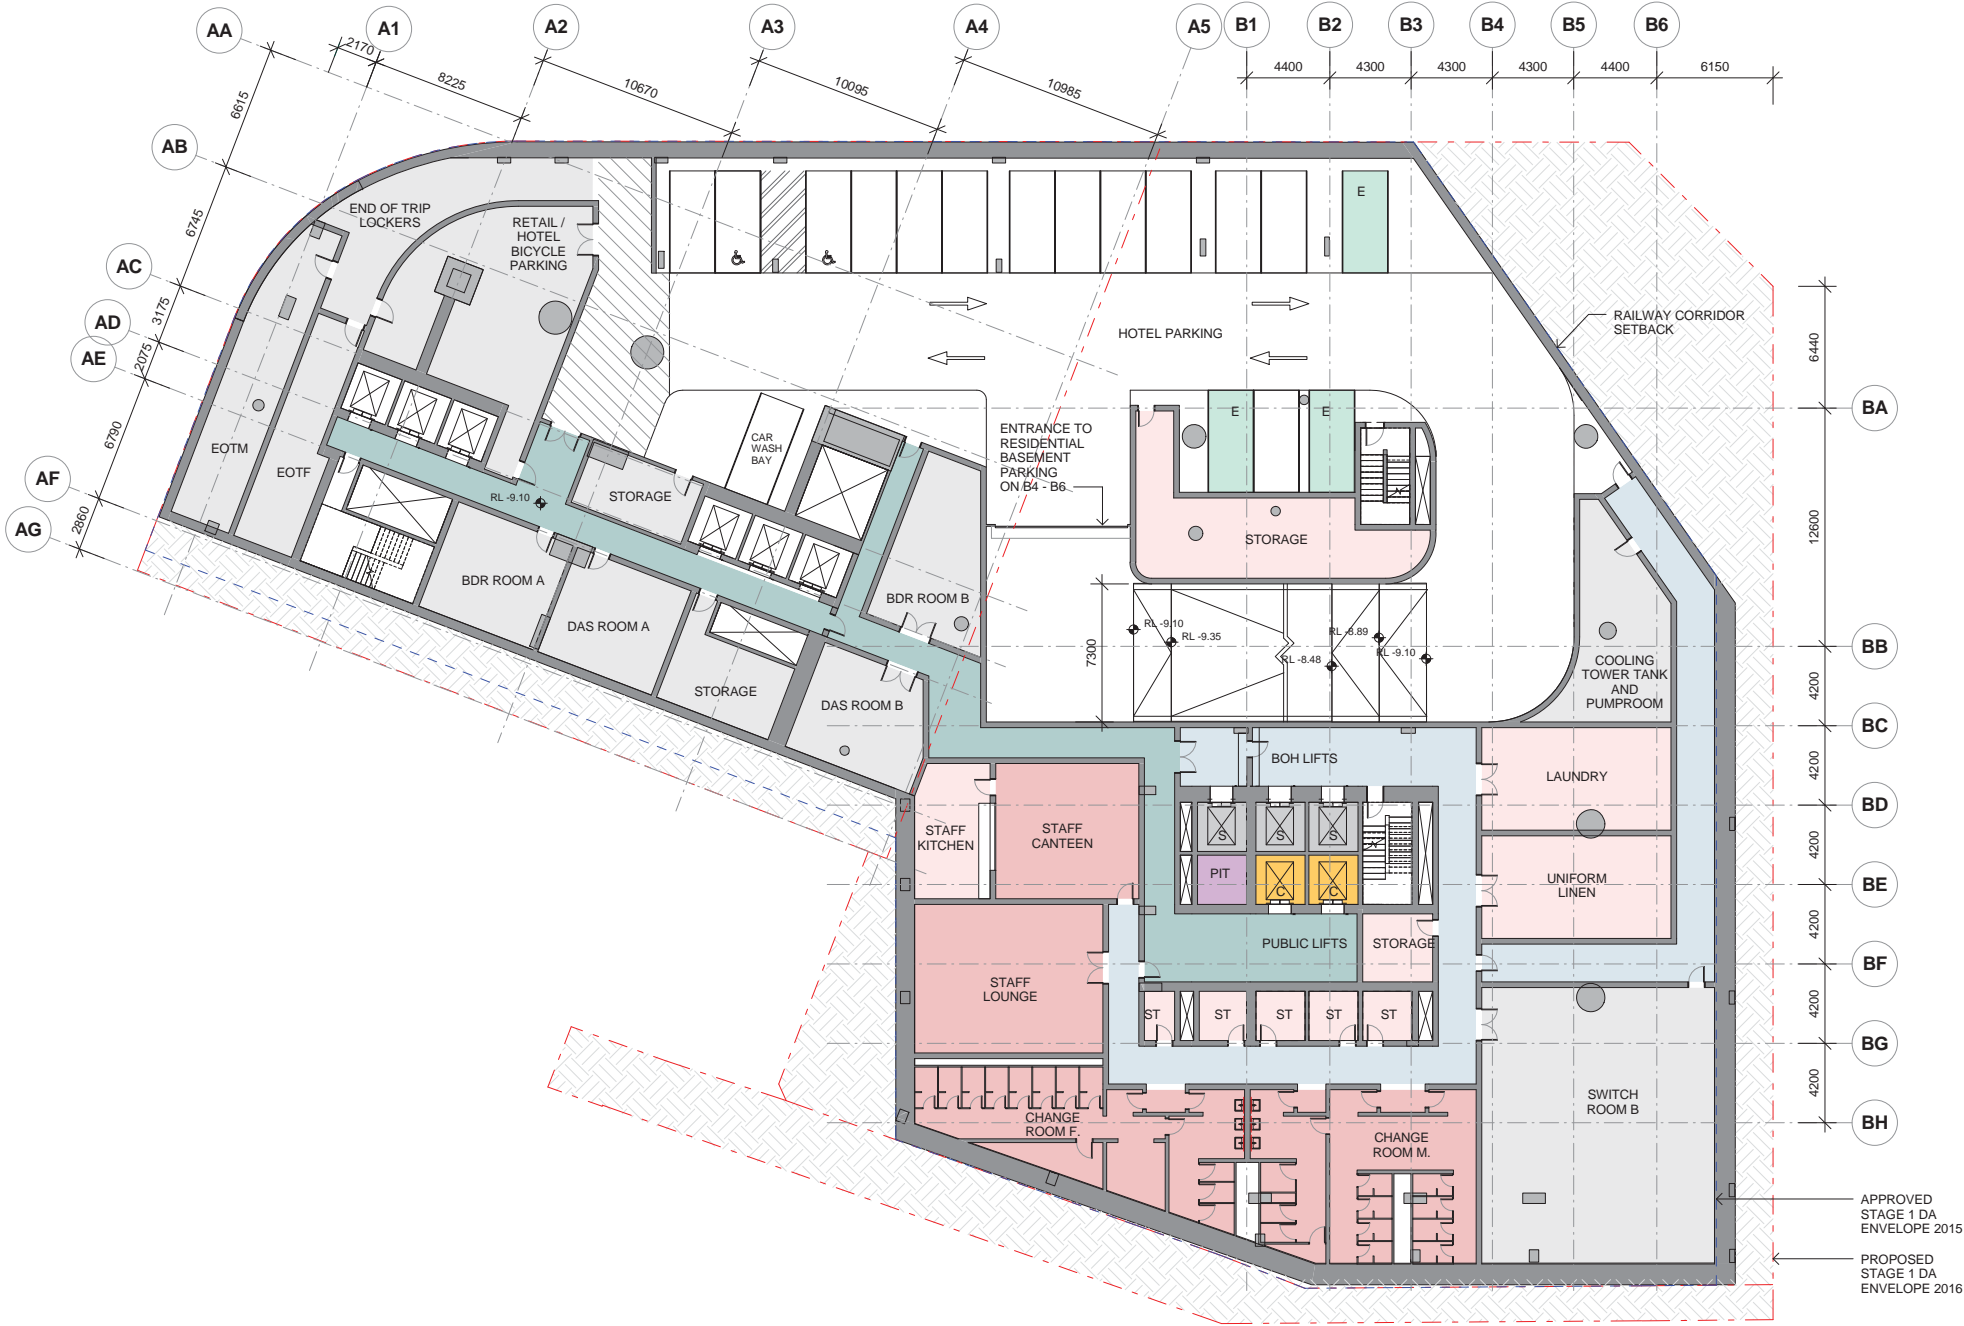 AA
A1
A2
A3
A4
A5
B1
B2
B3
B4
B5
B6
2170
8225
10670
10095
10985
4400
4300
4300
4300
4400
6150
6615
AB
6745
AC
3175
AD
2075
AE
6790
AF
2860
AG
END OF TRIP
LOCKERS
RETAIL /
HOTEL
BICYCLE
PARKING
E
HOTEL PARKING
RAILWAY CORRIDOR
SETBACK
6440
BA
12600
BB
4200
BC
4200
BD
4200
BE
4200
BF
4200
BG
4200
BH
EOTM
EOTF
RL -9.10
STORAGE
CAR
WASH
BAY
ENTRANCE TO
RESIDENTIAL
BASEMENT
PARKING
ON B4 - B6
E
E
STORAGE
BDR ROOM A
DAS ROOM A
STORAGE
DAS ROOM B
BDR ROOM B
7300
RL -9.10
RL -9.35
RL -8.48
RL -8.89
RL -9.10
COOLING
TOWER TANK
AND
PUMPROOM
BOH LIFTS
LAUNDRY
STAFF
KITCHEN
STAFF
CANTEEN
S
S
S
PIT
C
C
UNIFORM
LINEN
PUBLIC LIFTS
STORAGE
STAFF
LOUNGE
ST
ST
ST
ST
ST
SWITCH
ROOM B
CHANGE
ROOM F.
CHANGE
ROOM M.
APPROVED
STAGE 1 DA
ENVELOPE 2015
PROPOSED
STAGE 1 DA
ENVELOPE 2016